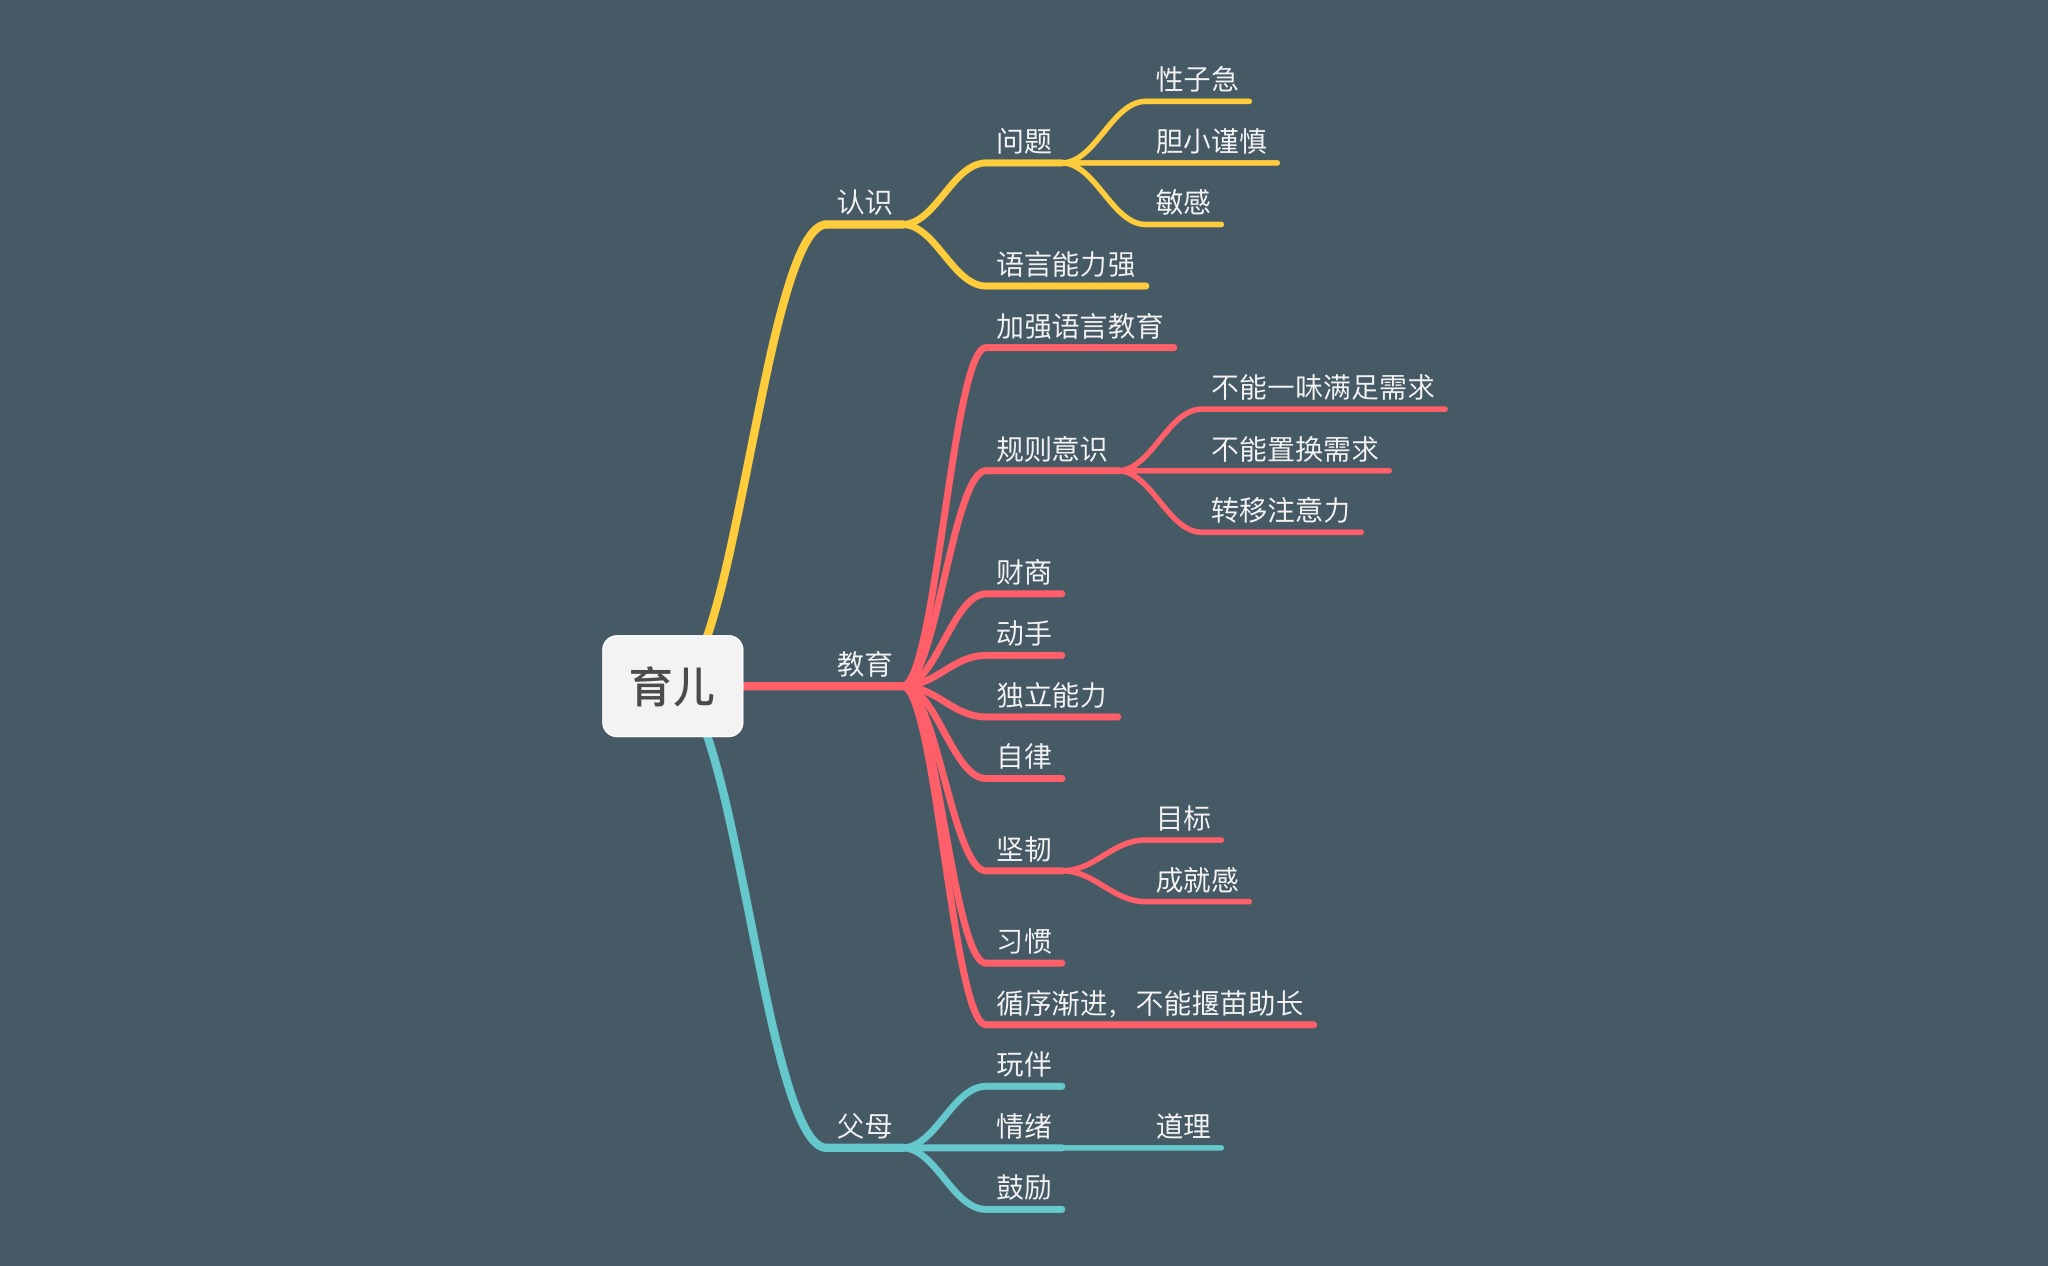 性子急
问题
胆小谨慎
认识
敏感
语言能力强
加强语言教育
不能一味满足需求
规则意识
不能置换需求
转移注意力
财商
动手
教育
育儿
独立能力
自律
目标
坚韧
成就感
习惯
循序渐进，不能揠苗助长
玩伴
父母
情绪
道理
鼓励